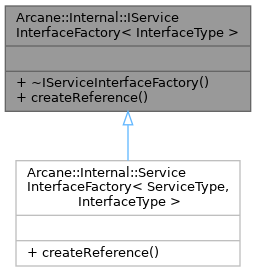 Arcane::Internal::IService
InterfaceFactory< InterfaceType >
+ ~IServiceInterfaceFactory()
+ createReference()
Arcane::Internal::Service
InterfaceFactory< ServiceType,
InterfaceType >
+ createReference()